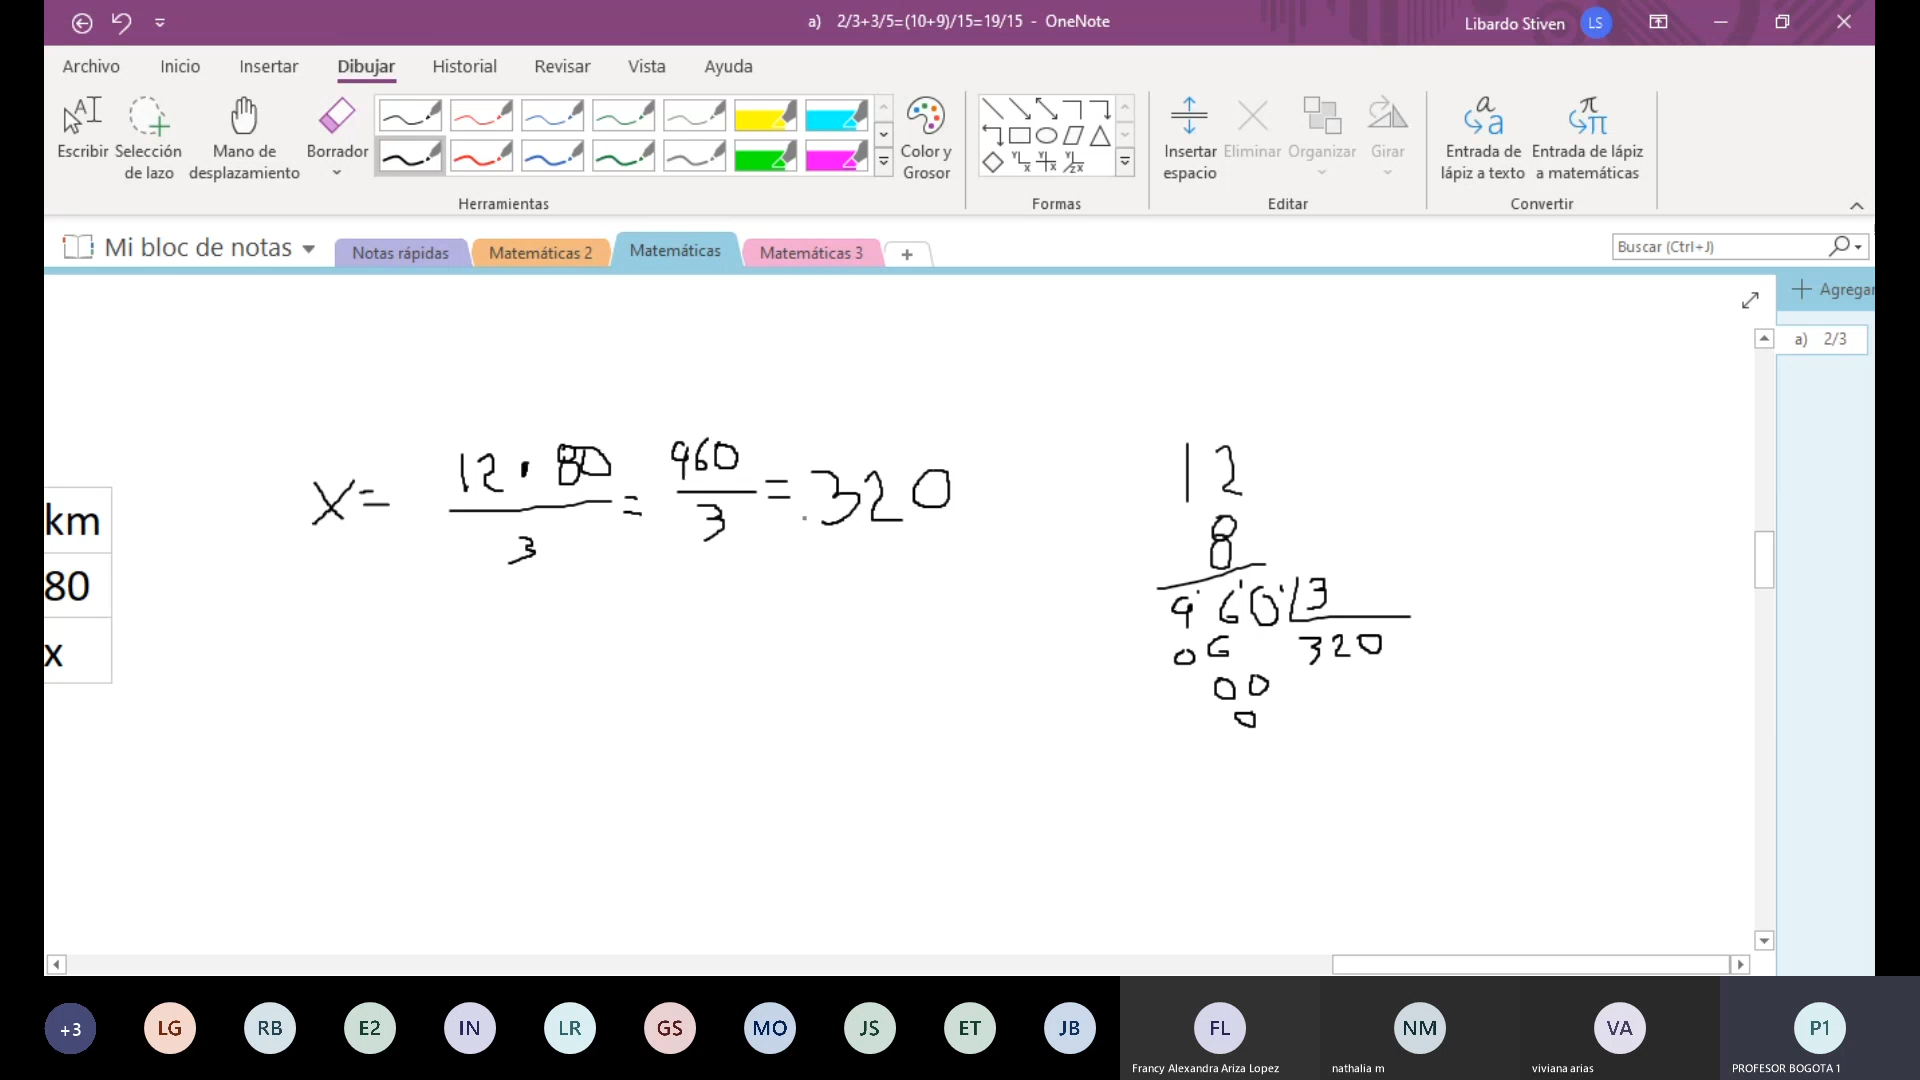 a) 2/3+3/5=(10+9)/15=19/15 - OneNote
Libardo Stiven LS
Archivo Inicio Insertar Dibujar Historial Revisar Vista Ayuda
Escribir
Selección de lazo
Mano de desplazamiento
Borrador
Color y Grosor
Insertar espacio
Eliminar
Organizar
Girar
Entrada de lápiz a texto
Entrada de lápiz a matemáticas
Herramientas Formas Editar Convertir
Mi bloc de notas Notas rápidas Matemáticas 2 Matemáticas Matemáticas 3 +
Buscar (Ctrl+J)
Agregar
a) 2/3
km
80
x
x = 12 · 80 / 3 = 960 / 3 = 320
12
8
960 3
06 320
00
0
+3 LG RB E2 IN LR GS MO JS ET JB FL NM VA P1
Francy Alexandra Ariza Lopez nathalia m viviana arias PROFESOR BOGOTA 1